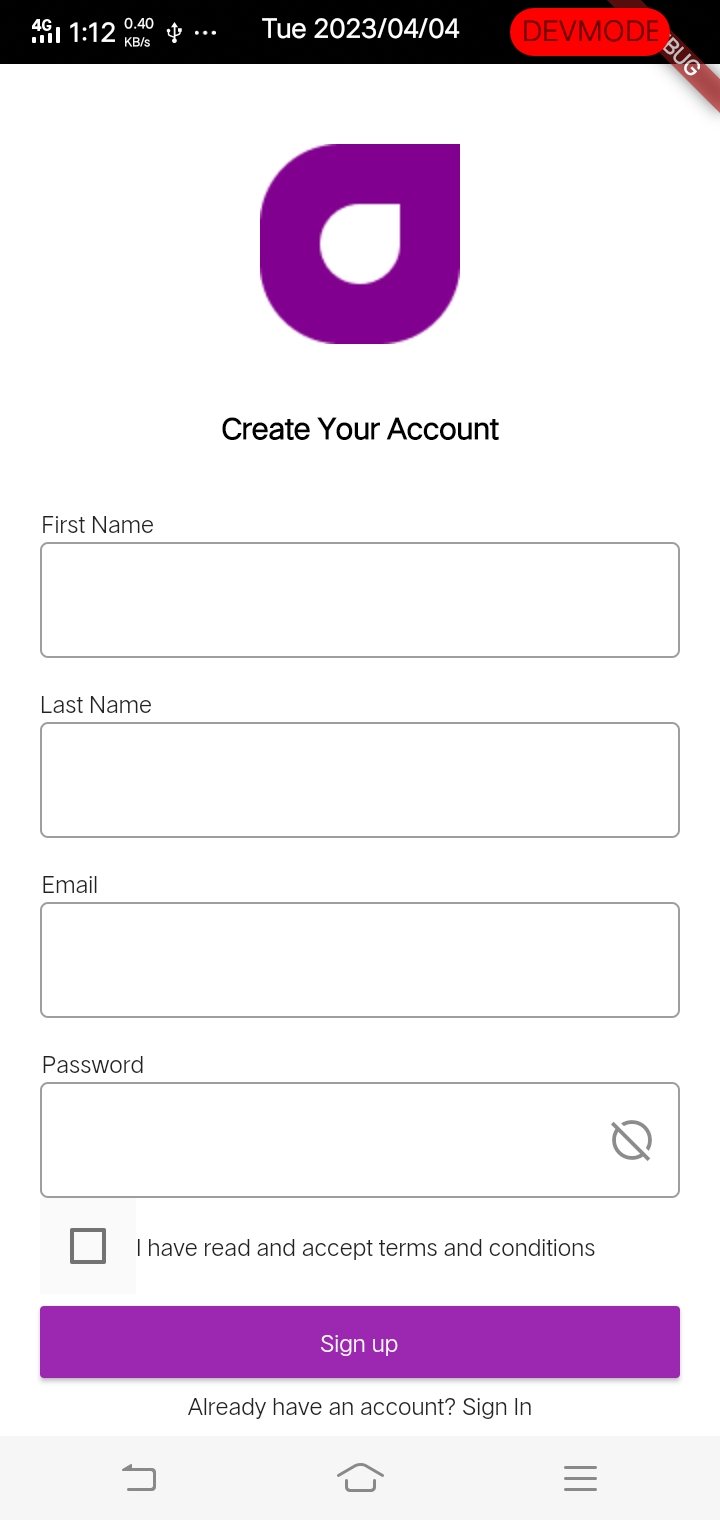 4G 1:12 0.40 KB/s ... Tue 2023/04/04 DEVMODE
BUG
Create Your Account
First Name
Last Name
Email
Password
I have read and accept terms and conditions
Sign up
Already have an account? Sign In